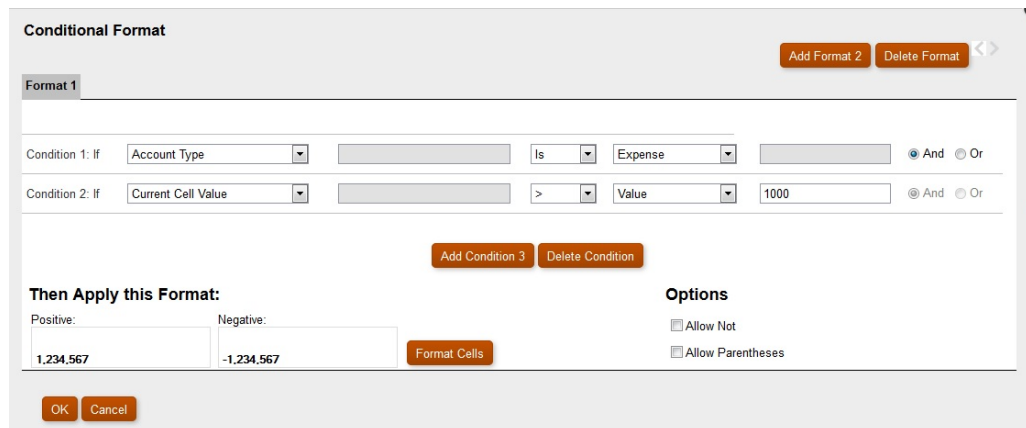 Conditional Format
Add Format 2 Delete Format
Format 1
Condition 1: If Account Type Is Expense And Or
Condition 2: If Current Cell Value > Value 1000 And Or
Add Condition 3 Delete Condition
Then Apply this Format: Options
Positive: Negative: Allow Not
1,234,567 -1,234,567 Format Cells Allow Parentheses
OK Cancel